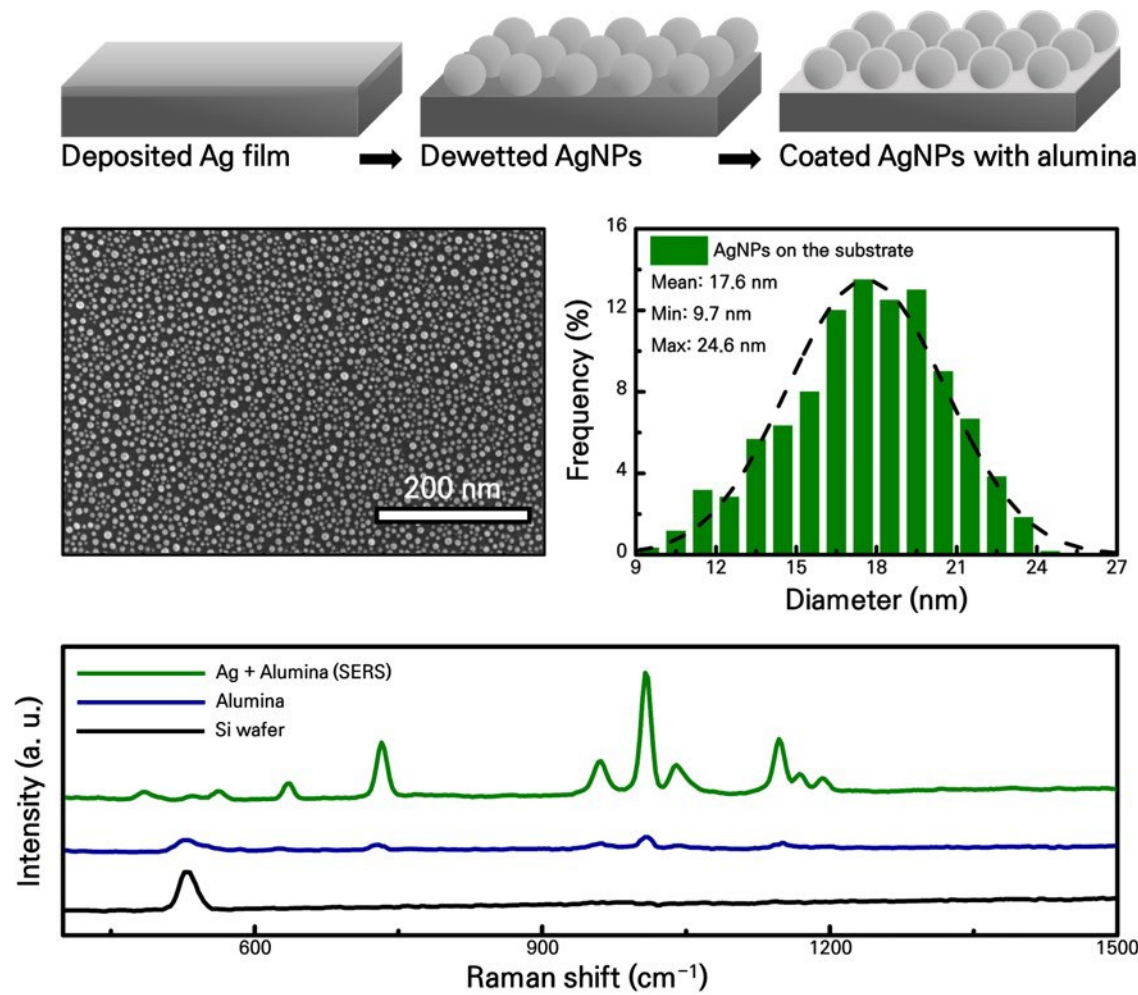 Deposited Ag film
Dewetted AgNPs
Coated AgNPs with alumina
200 nm
16
12
8
4
0
Frequency (%)
AgNPs on the substrate
Mean: 17.6 nm
Min: 9.7 nm
Max: 24.6 nm
9 12 15 18 21 24 27
Diameter (nm)
Intensity (a. u.)
Ag + Alumina (SERS)
Alumina
Si wafer
600 900 1200 1500
Raman shift (cm⁻¹)